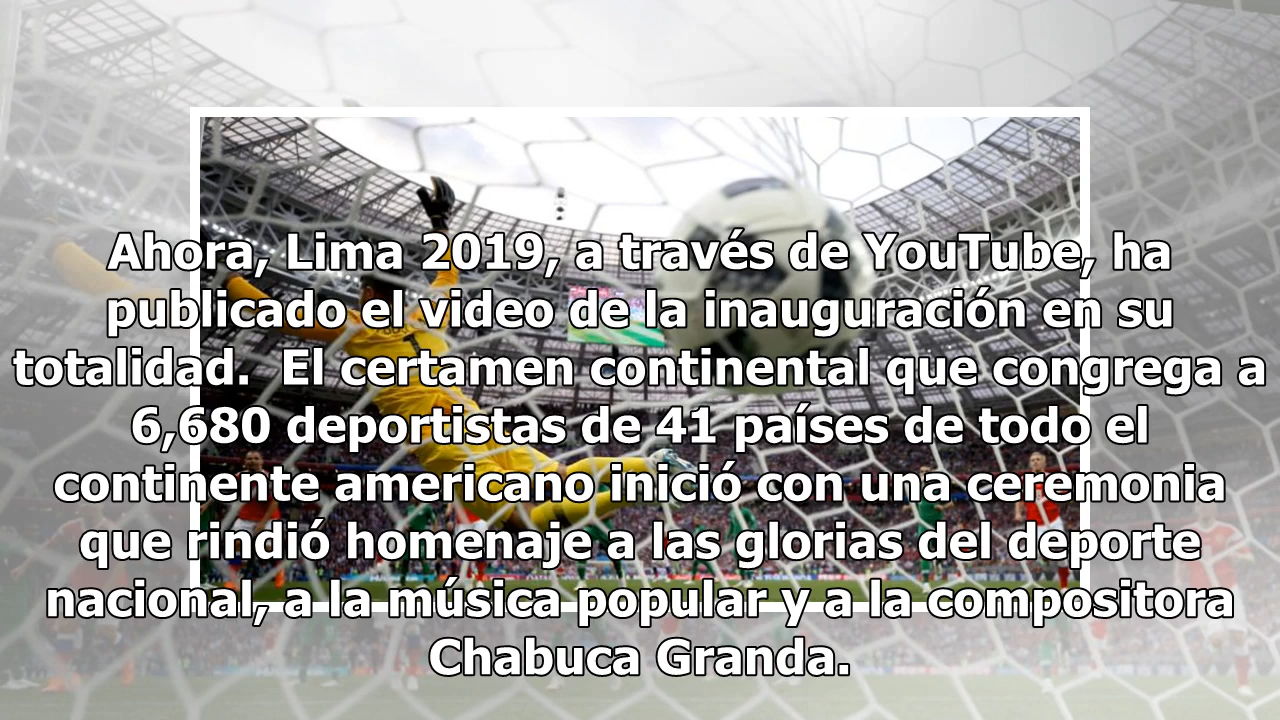 Ahora, Lima 2019, a través de YouTube, ha
publicado el video de la inauguración en su
totalidad.  El certamen continental que congrega a
6,680 deportistas de 41 países de todo el
continente americano inició con una ceremonia
que rindió homenaje a las glorias del deporte
nacional, a la música popular y a la compositora
Chabuca Granda.